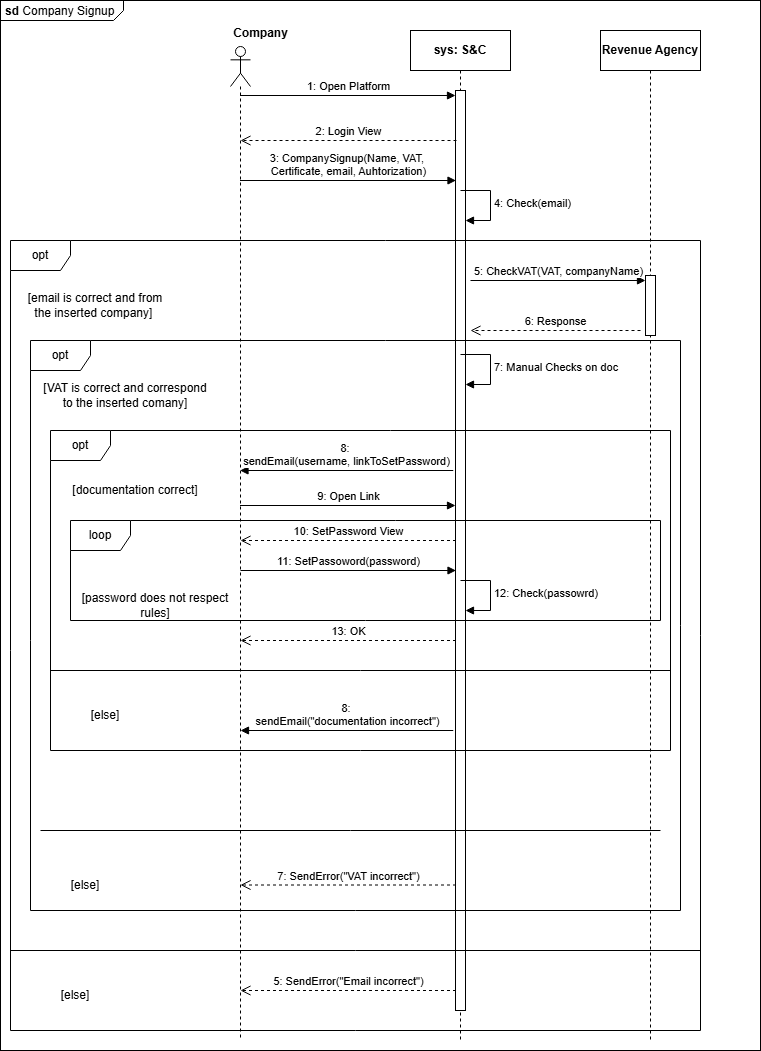 sd Company Signup
Company
sys: S&C
Revenue Agency
1: Open Platform
2: Login View
3: CompanySignup(Name, VAT,
Certificate, email, Auhtorization)
4: Check(email)
opt
5: CheckVAT(VAT, companyName)
[email is correct and from
the inserted company]
6: Response
opt
7: Manual Checks on doc
[VAT is correct and correspond
to the inserted comany]
opt
8:
sendEmail(username, linkToSetPassword)
[documentation correct]
9: Open Link
loop
10: SetPassword View
11: SetPassoword(password)
[password does not respect
rules]
12: Check(passowrd)
13: OK
[else]
8:
sendEmail("documentation incorrect")
7: SendError("VAT incorrect")
[else]
5: SendError("Email incorrect")
[else]